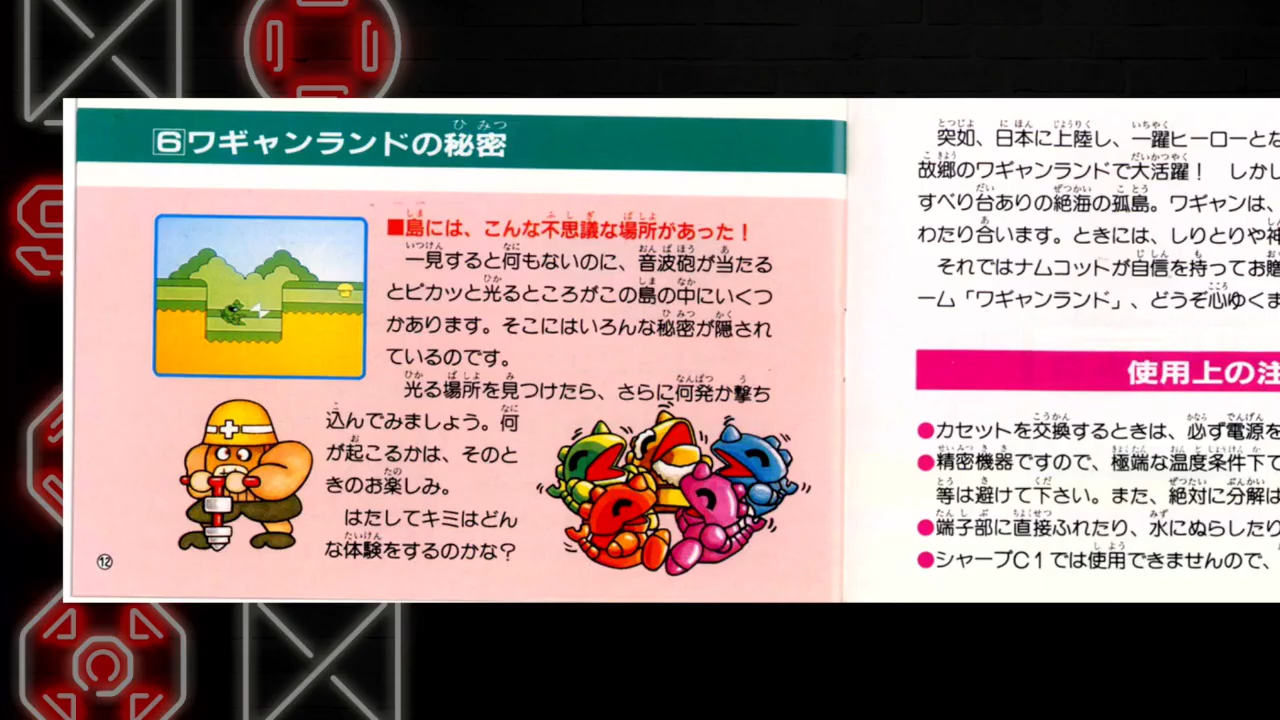 6ワギャンランドの秘密
■島には、こんな不思議な場所があった！
一見すると何もないのに、音波砲が当たる
とピカッと光るところがこの島の中にいくつ
かあります。そこにはいろんな秘密が隠され
ているのです。
光る場所を見つけたら、さらに何発か撃ち
込んでみましょう。何
が起こるかは、そのと
きのお楽しみ。
はたしてキミはどん
な体験をするのかな？
⑫
突如、日本に上陸し、一躍ヒーローとな
故郷のワギャンランドで大活躍！ しかし
すべり台ありの絶海の孤島。ワギャンは、
わたり合います。ときには、しりとりや神
それではナムコットが自信を持ってお贈
ーム「ワギャンランド」、どうぞ心ゆくま
使用上の注
●カセットを交換するときは、必ず電源を
●精密機器ですので、極端な温度条件下で
等は避けて下さい。また、絶対に分解は
●端子部に直接ふれたり、水にぬらしたり
●シャープC1では使用できませんので、